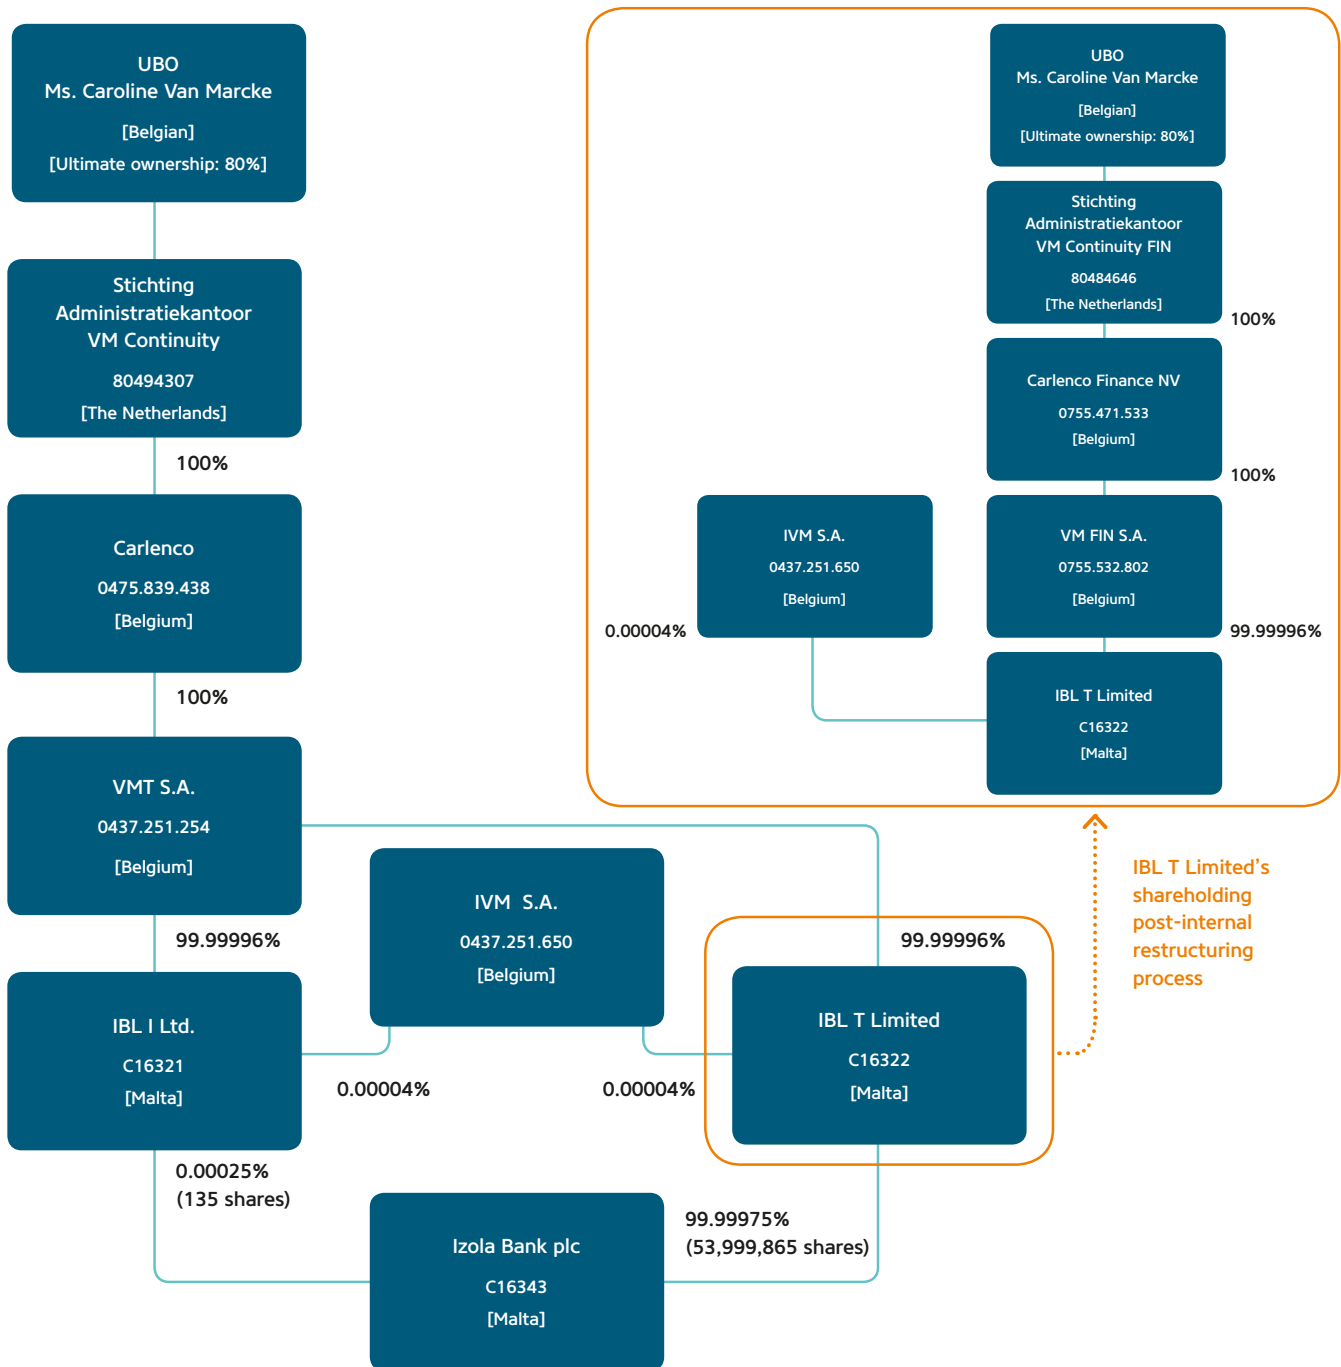 UBO
Ms. Caroline Van Marcke
[Belgian]
[Ultimate ownership: 80%]
Stichting
Administratiekantoor
VM Continuity
80494307
[The Netherlands]
100%
Carlenco
0475.839.438
[Belgium]
100%
VMT S.A.
0437.251.254
[Belgium]
99.99996%
IBL I Ltd.
C16321
[Malta]
0.00025%
(135 shares)
IVM S.A.
0437.251.650
[Belgium]
0.00004%
0.00004%
99.99996%
IBL T Limited
C16322
[Malta]
99.99975%
(53,999,865 shares)
Izola Bank plc
C16343
[Malta]
UBO
Ms. Caroline Van Marcke
[Belgian]
[Ultimate ownership: 80%]
Stichting
Administratiekantoor
VM Continuity FIN
80484646
[The Netherlands]
100%
Carlenco Finance NV
0755.471.533
[Belgium]
100%
IVM S.A.
0437.251.650
[Belgium]
0.00004%
VM FIN S.A.
0755.532.802
[Belgium]
99.99996%
IBL T Limited
C16322
[Malta]
IBL T Limited's
shareholding
post-internal
restructuring
process